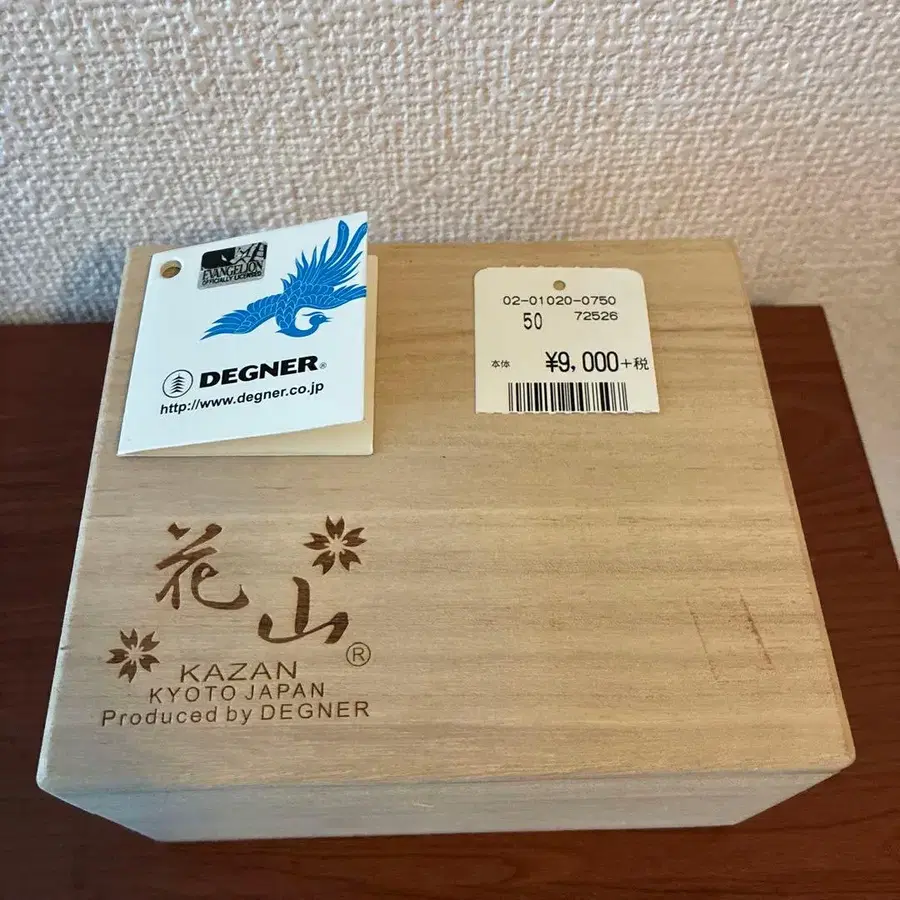 EVANGELION
OFFICIALLY LICENSED
DEGNER®
http://www.degner.co.jp
02-01020-0750
50 72526
本体 ¥9,000+税
花山®
KAZAN
KYOTO JAPAN
Produced by DEGNER